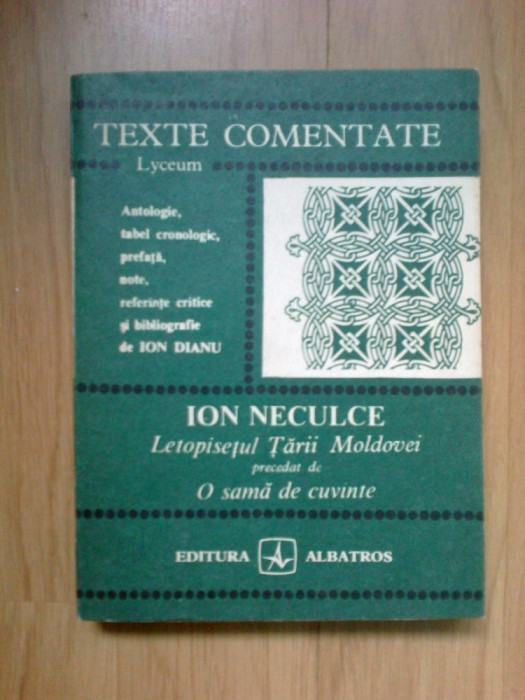 TEXTE COMENTATE
Lyceum
Antologie,
tabel cronologic,
prefață,
note,
referințe critice
și bibliografie
de ION DIANU
ION NECULCE
Letopisețul Țării Moldovei
precedat de
O samă de cuvinte
EDITURA ALBATROS